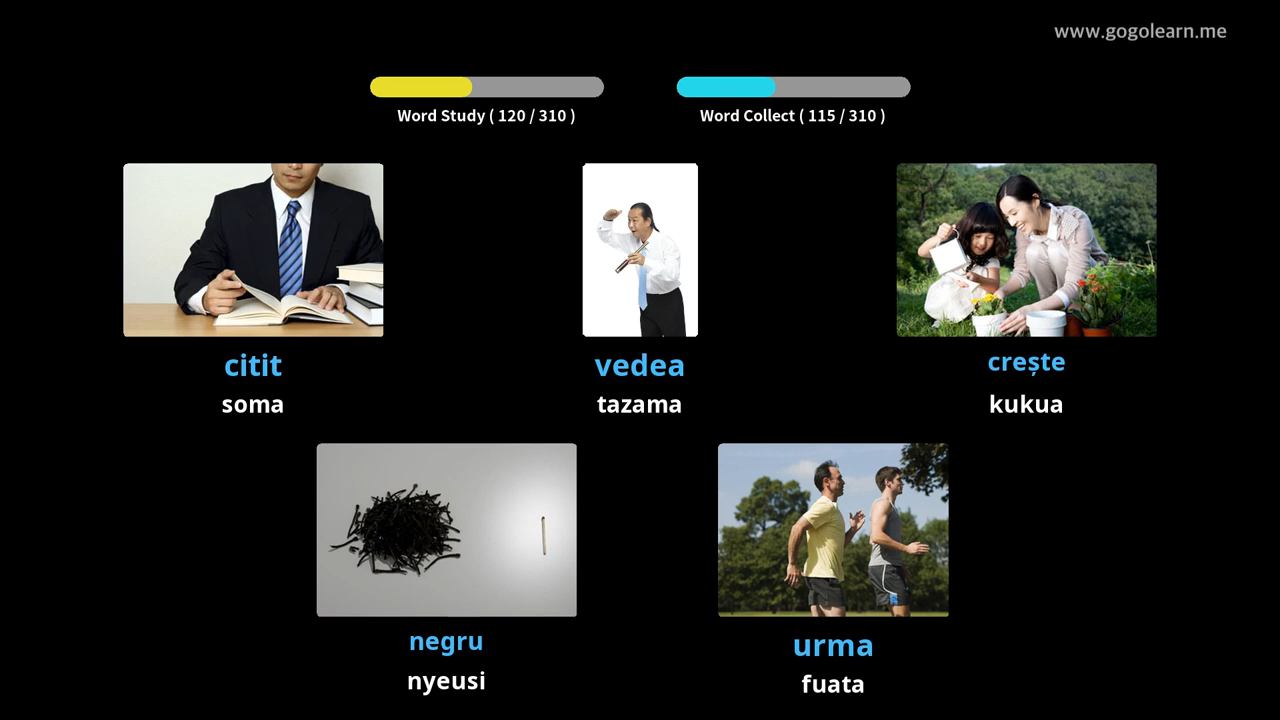 www.gogolearn.me
Word Study ( 120 / 310 )
Word Collect ( 115 / 310 )
citit
soma
vedea
tazama
crește
kukua
negru
nyeusi
urma
fuata